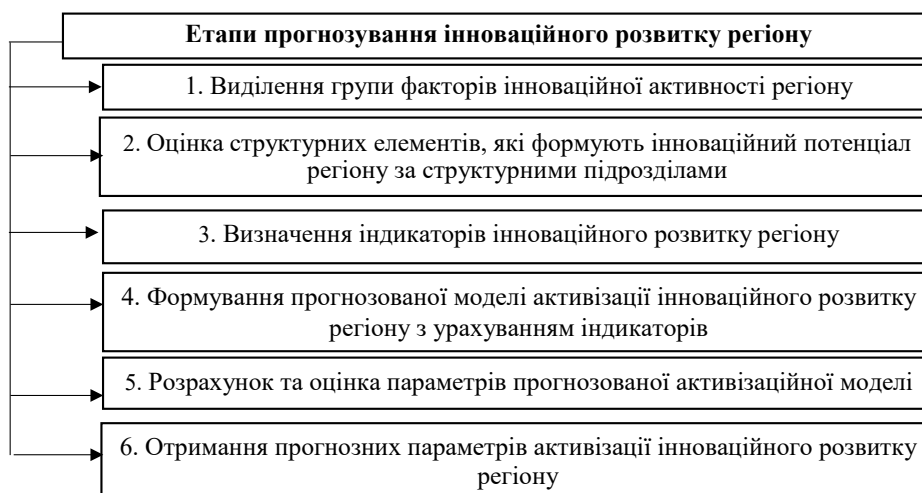 Етапи прогнозування інноваційного розвитку регіону
1. Виділення групи факторів інноваційної активності регіону
2. Оцінка структурних елементів, які формують інноваційний потенціал
регіону за структурними підрозділами
3. Визначення індикаторів інноваційного розвитку регіону
4. Формування прогнозованої моделі активізації інноваційного розвитку
регіону з урахуванням індикаторів
5. Розрахунок та оцінка параметрів прогнозованої активізаційної моделі
6. Отримання прогнозних параметрів активізації інноваційного розвитку
регіону